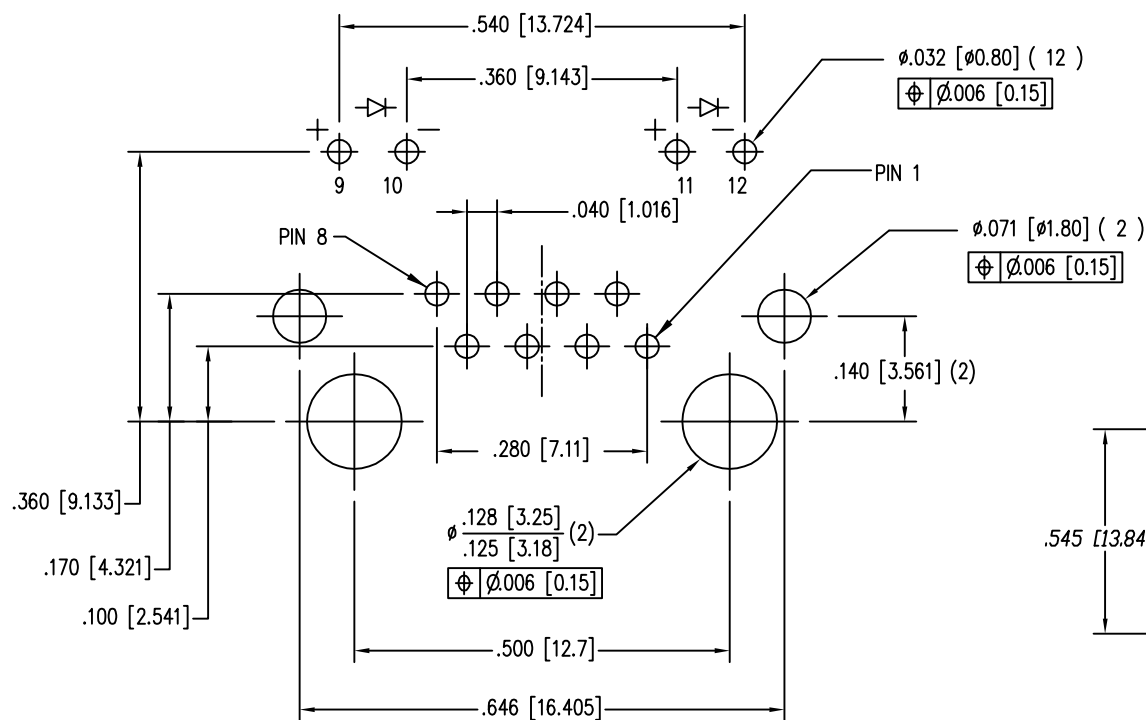 .540 [13.724]
ø.032 [ø0.80] ( 12 )
.360 [9.143]
Ø.006 [0.15]
+ − + −
9 10 11 12
PIN 1
.040 [1.016]
PIN 8
ø.071 [ø1.80] ( 2 )
Ø.006 [0.15]
.140 [3.561] (2)
.280 [7.11]
.360 [9.133]
ø .128 [3.25]
.125 [3.18] (2)
.545 [13.84
.170 [4.321]
Ø.006 [0.15]
.100 [2.541]
.500 [12.7]
.646 [16.405]